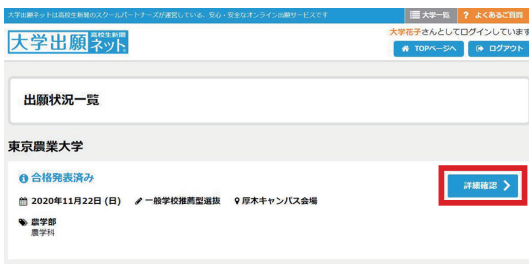 大学出願ネットは高校生新聞のスクールパートナーズが運営している、安心・安全なオンライン出願サービスです
大学一覧
? よくあるご質問
大学出願 高校生新聞 ネット
大学花子さんとしてログインしています
TOPページへ
ログアウト
出願状況一覧
東京農業大学
合格発表済み
詳細確認
2020年11月22日 (日) 一般学校推薦型選抜 厚木キャンパス会場
農学部
農学科